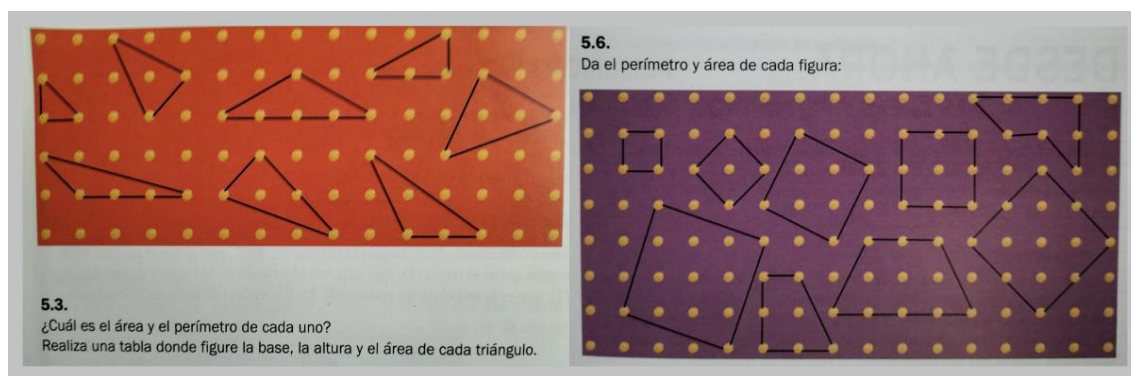 5.3.
¿Cuál es el área y el perímetro de cada uno?
Realiza una tabla donde figure la base, la altura y el área de cada triángulo.
5.6.
Da el perímetro y área de cada figura: